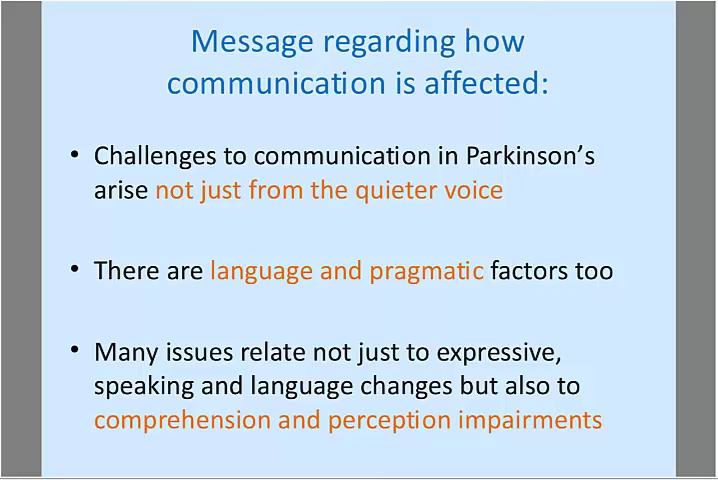 Message regarding how
communication is affected:
• Challenges to communication in Parkinson's
arise not just from the quieter voice
• There are language and pragmatic factors too
• Many issues relate not just to expressive,
speaking and language changes but also to
comprehension and perception impairments